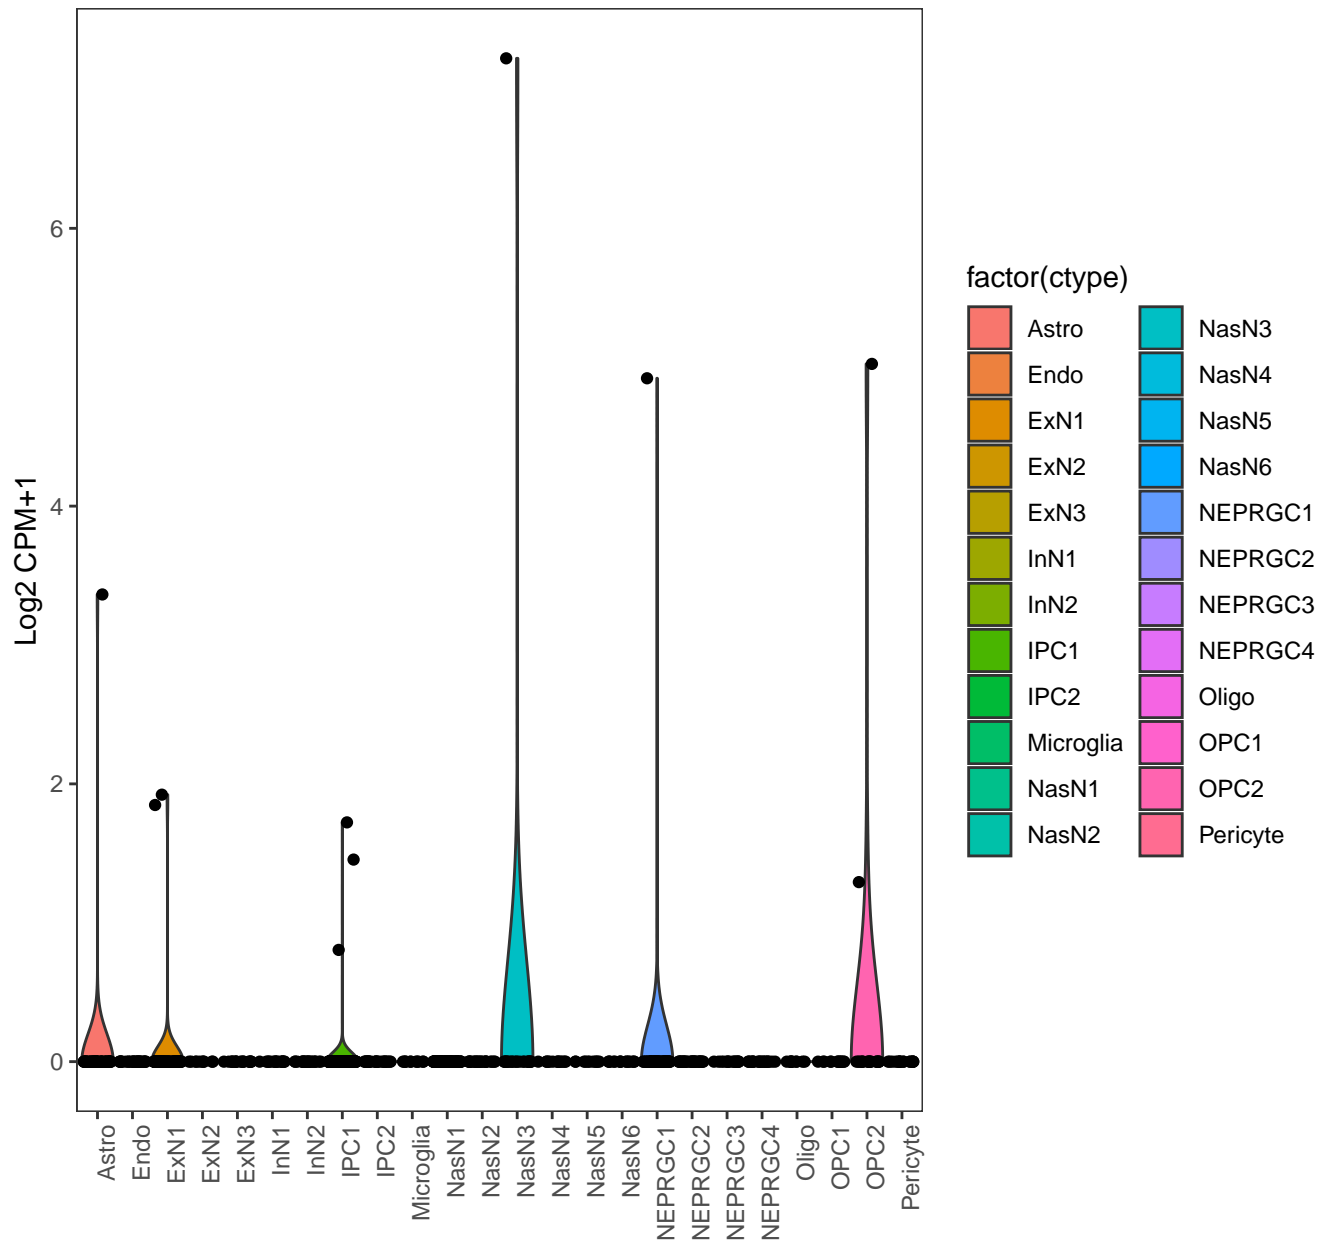 Log2 CPM+1
6
4
2
0
Astro
Endo
ExN1
ExN2
ExN3
InN1
InN2
IPC1
IPC2
Microglia
NasN1
NasN2
NasN3
NasN4
NasN5
NasN6
NEPRGC1
NEPRGC2
NEPRGC3
NEPRGC4
Oligo
OPC1
OPC2
Pericyte
factor(ctype)
Astro
Endo
ExN1
ExN2
ExN3
InN1
InN2
IPC1
IPC2
Microglia
NasN1
NasN2
NasN3
NasN4
NasN5
NasN6
NEPRGC1
NEPRGC2
NEPRGC3
NEPRGC4
Oligo
OPC1
OPC2
Pericyte